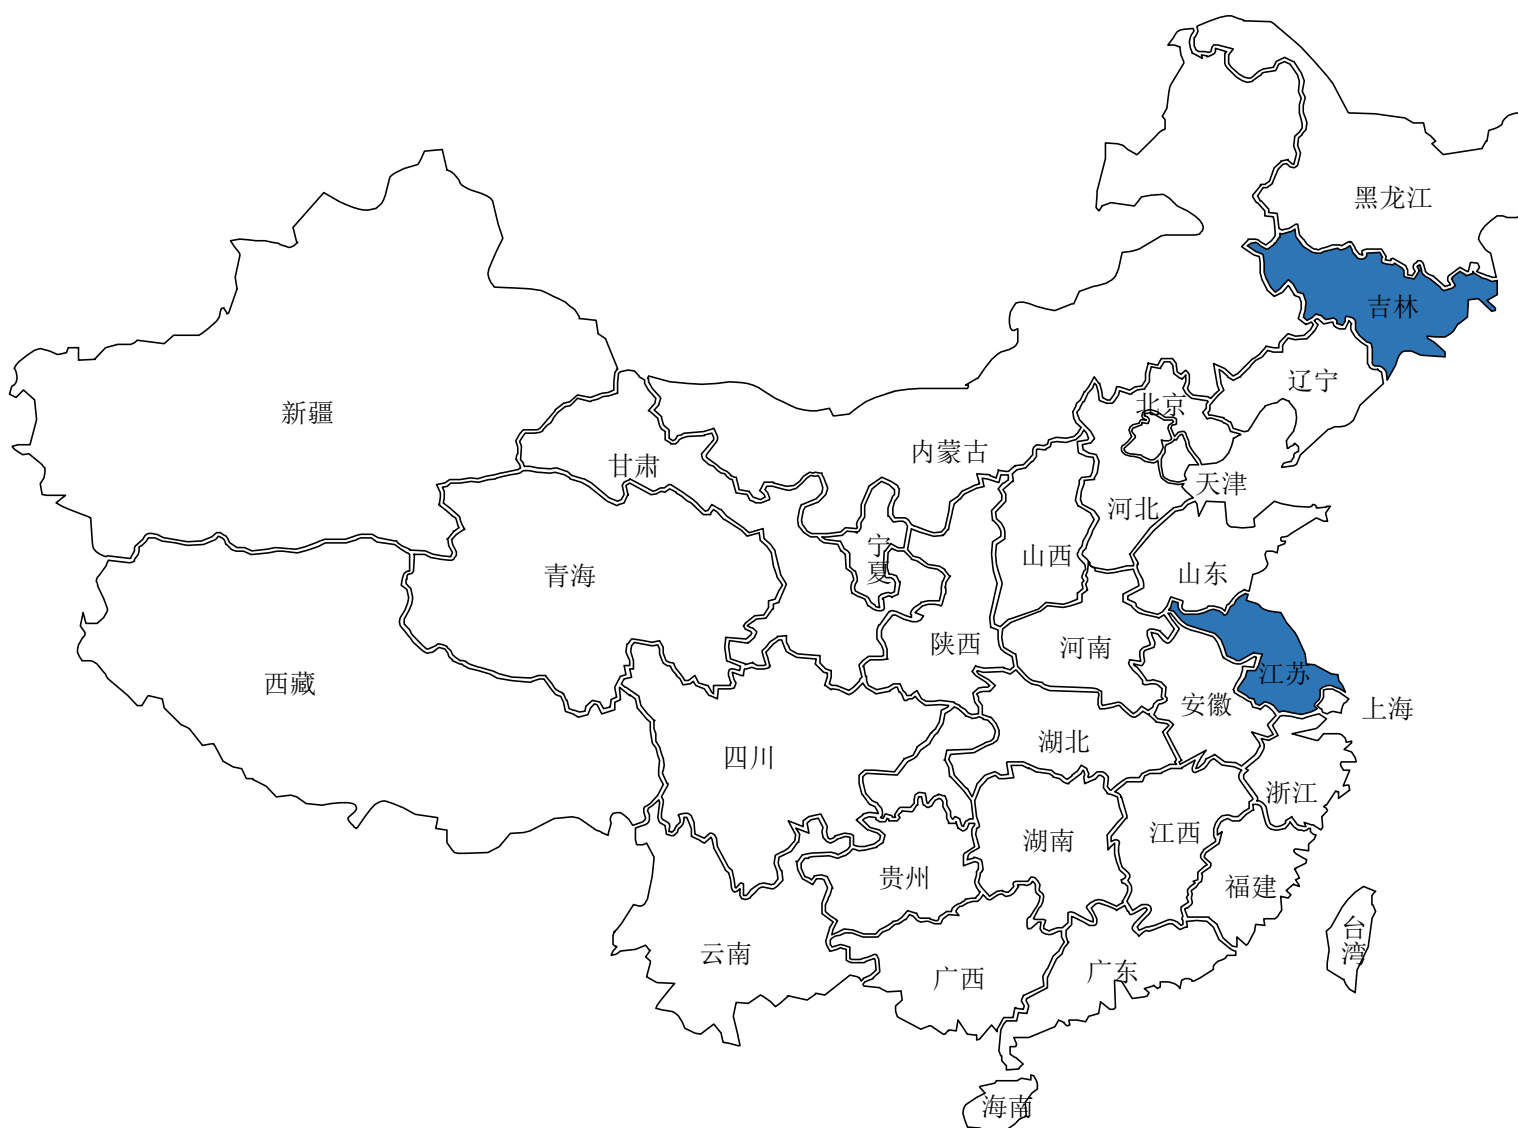 黑龙江
吉林
辽宁
北京
新疆
内蒙古
甘肃
天津
河北
宁
夏
山西
山东
青海
陕西
河南
江苏
西藏
安徽
上海
湖北
四川
浙江
江西
湖南
贵州
福建
台
湾
云南
广东
广西
海南